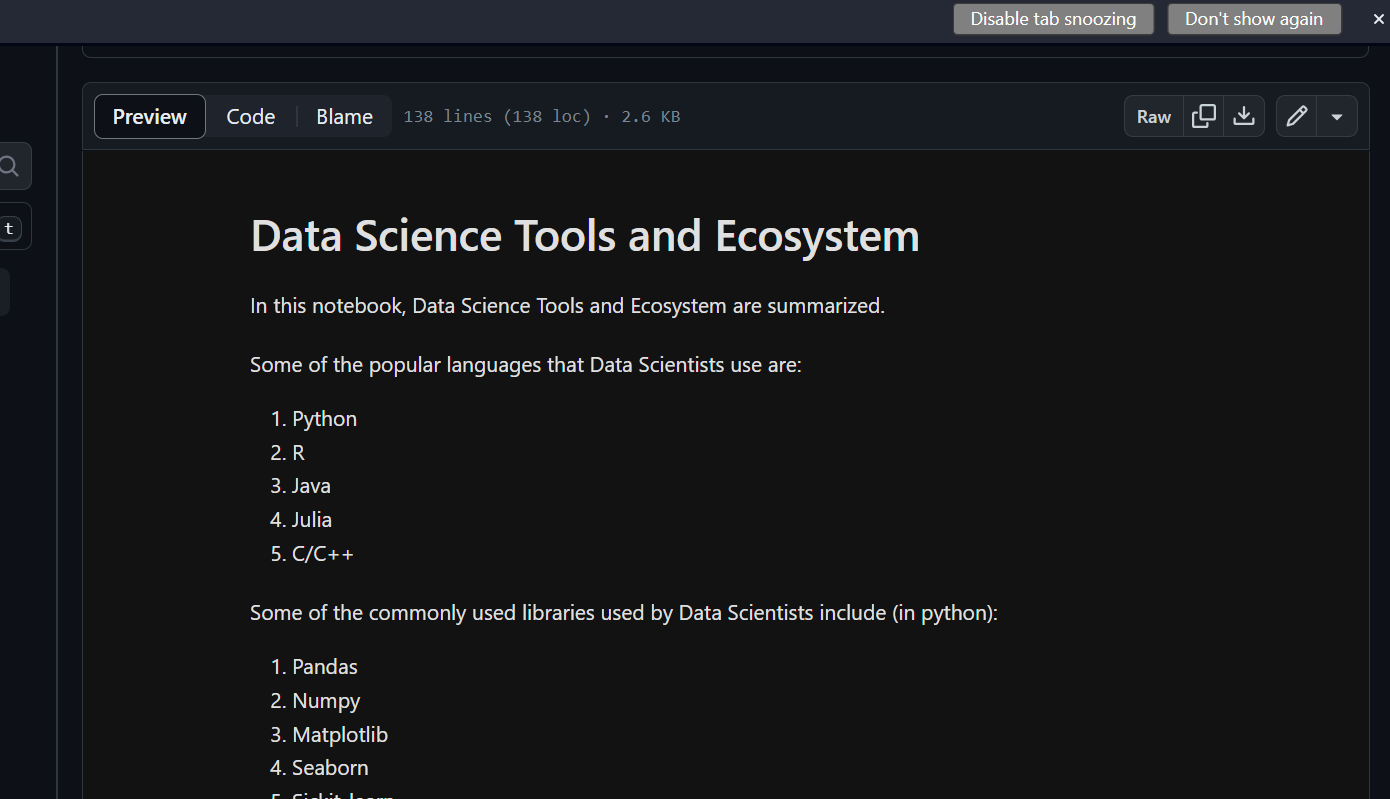 Disable tab snoozing Don't show again ×
Preview Code Blame 138 lines (138 loc) · 2.6 KB Raw
t
Data Science Tools and Ecosystem
In this notebook, Data Science Tools and Ecosystem are summarized.
Some of the popular languages that Data Scientists use are:
1. Python
2. R
3. Java
4. Julia
5. C/C++
Some of the commonly used libraries used by Data Scientists include (in python):
1. Pandas
2. Numpy
3. Matplotlib
4. Seaborn